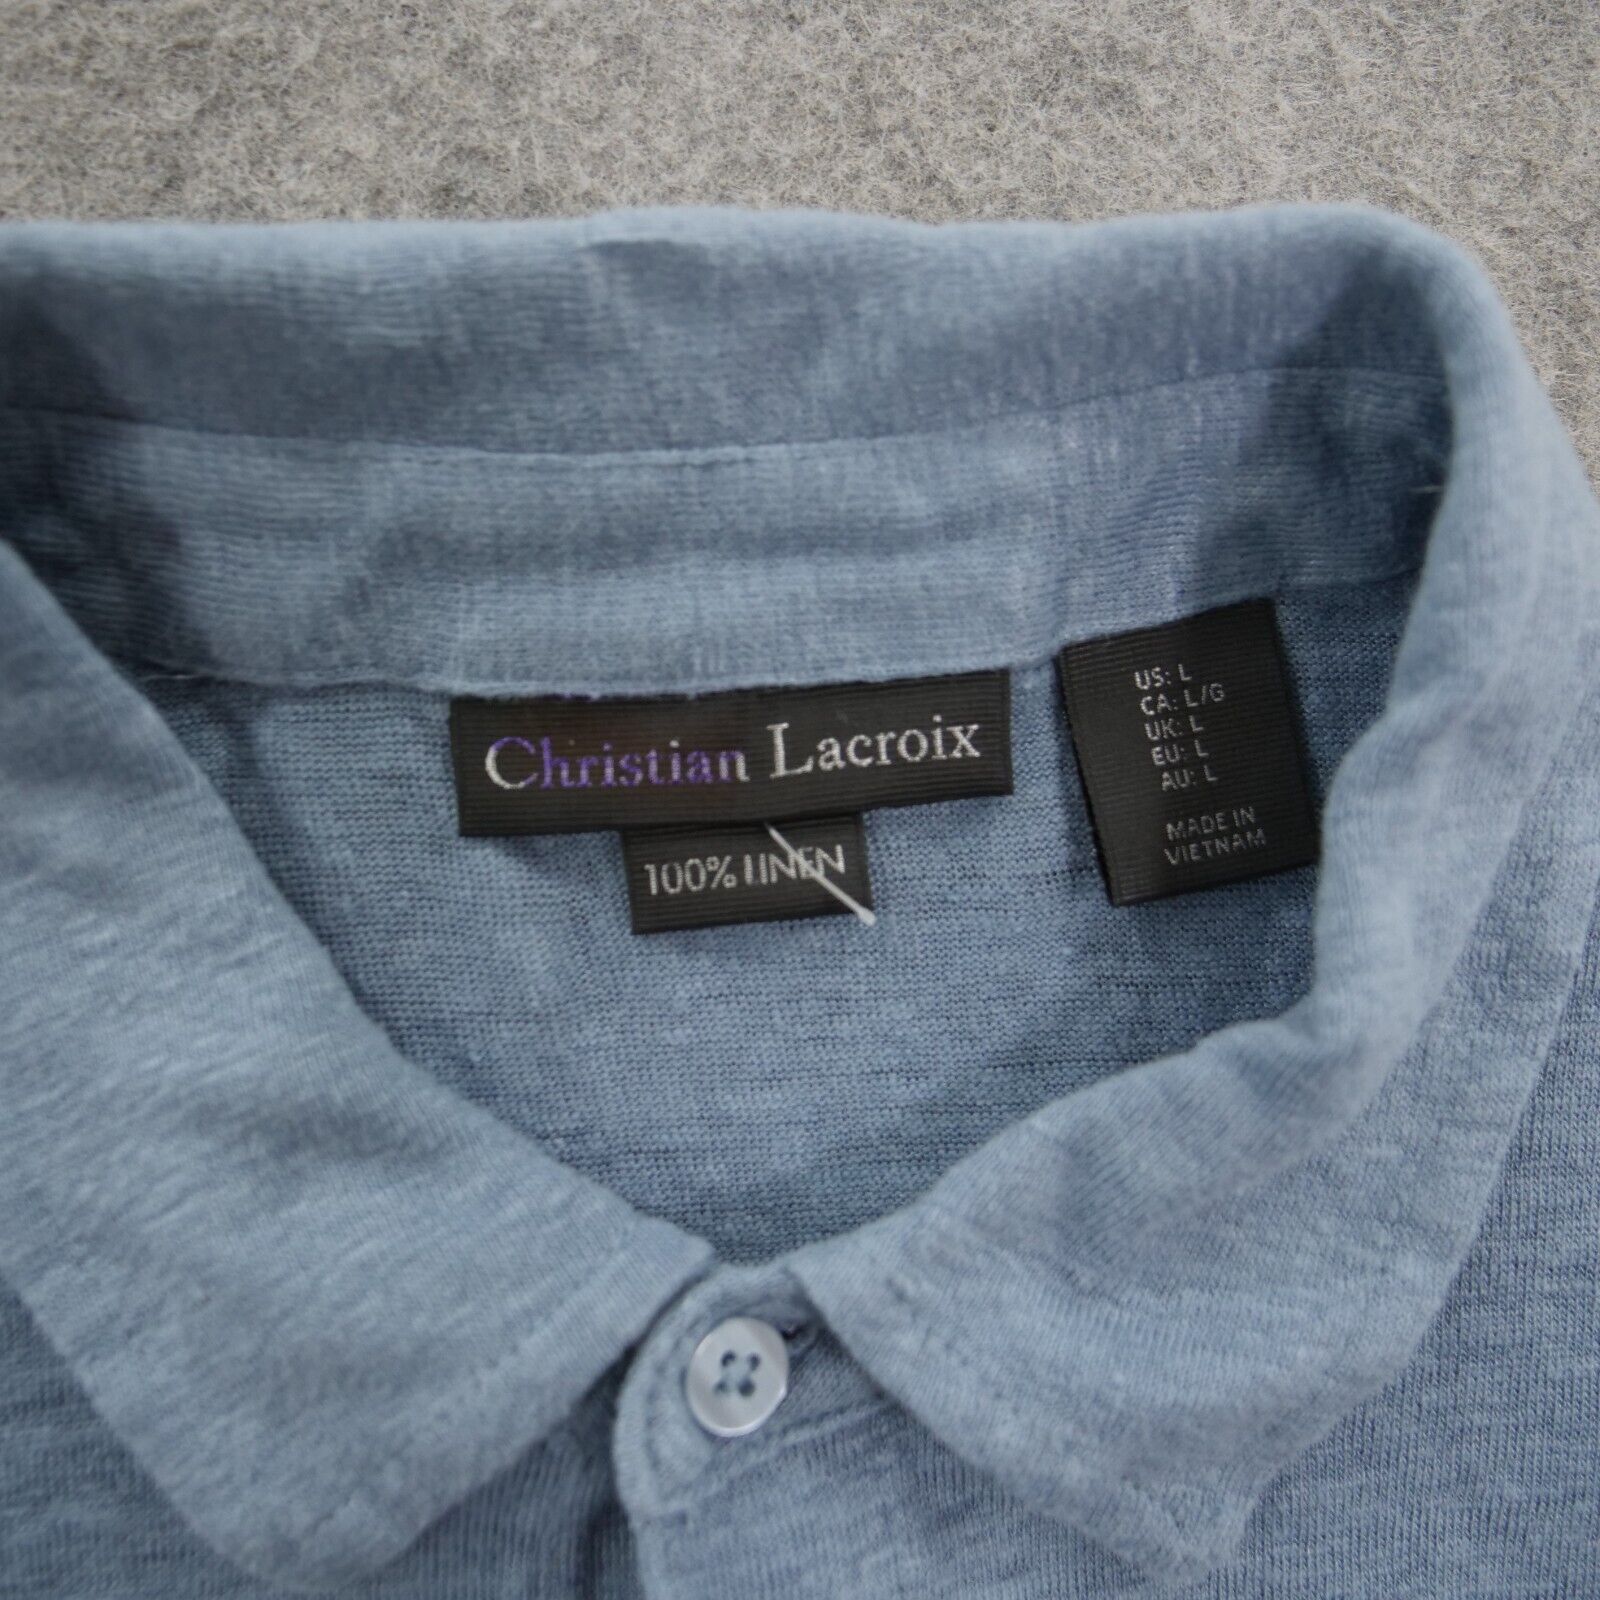 Christian Lacroix
100% LINEN
US: L
CA: L/G
UK: L
EU: L
AU: L
MADE IN
VIETNAM